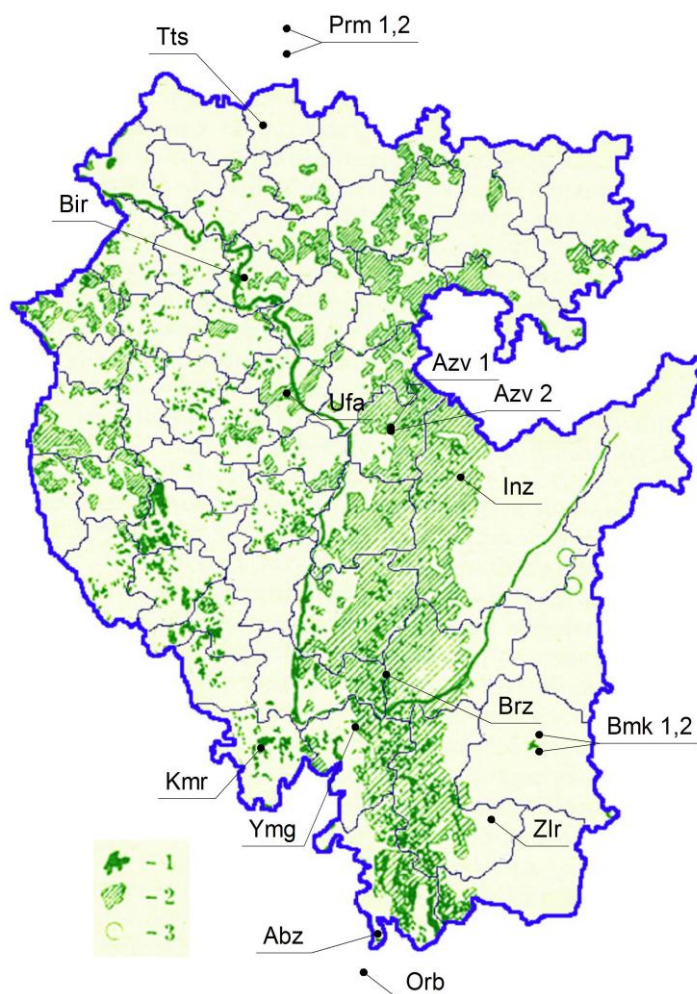 Prm 1,2
Tts
Bir
Azv 1
Ufa
Azv 2
Inz
Brz
Bmk 1,2
Kmr
Ymg
Zlr
- 1
- 2
- 3
Abz
Orb